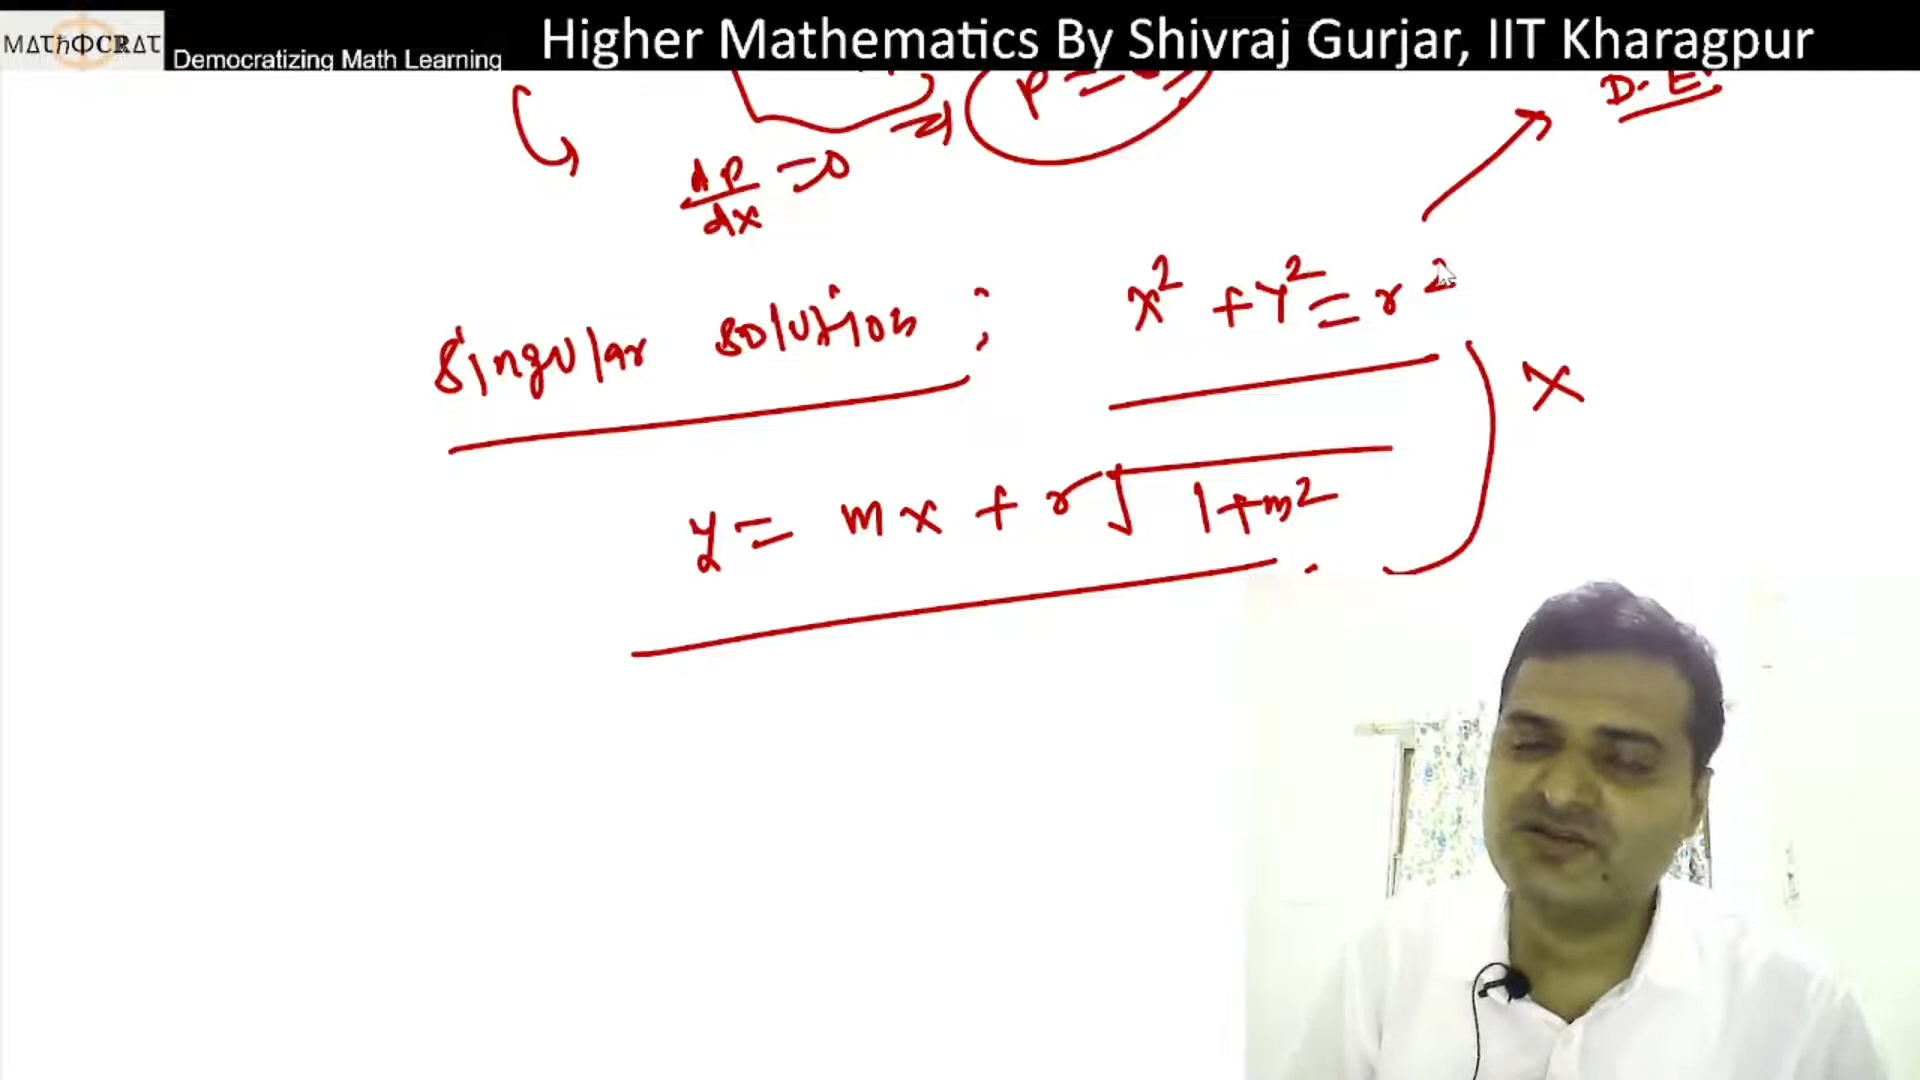 MATħΦCRAT
Democratizing Math Learning
Higher Mathematics By Shivraj Gurjar, IIT Kharagpur
D.E.
dp/dx = 0 ⇒ p =
Singular solution : x² + y² = r²
x
y = mx + r√(1+m²)